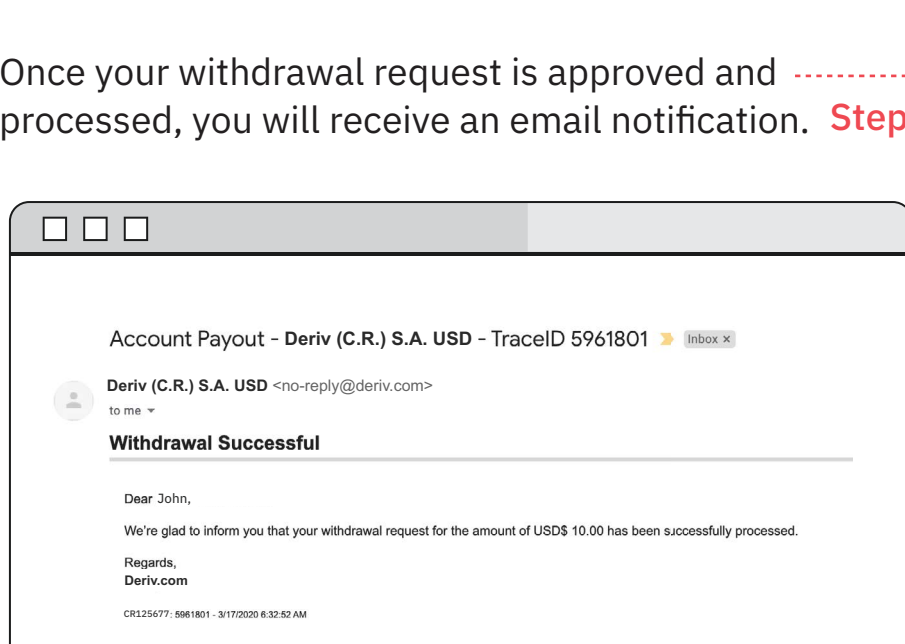 Once your withdrawal request is approved and
processed, you will receive an email notification. Step
Account Payout - Deriv (C.R.) S.A. USD - TraceID 5961801 Inbox ×
Deriv (C.R.) S.A. USD <no-reply@deriv.com>
to me
Withdrawal Successful
Dear John,
We're glad to inform you that your withdrawal request for the amount of USD$ 10.00 has been successfully processed.
Regards,
Deriv.com
CR125677: 5961801 - 3/17/2020 6:32:52 AM